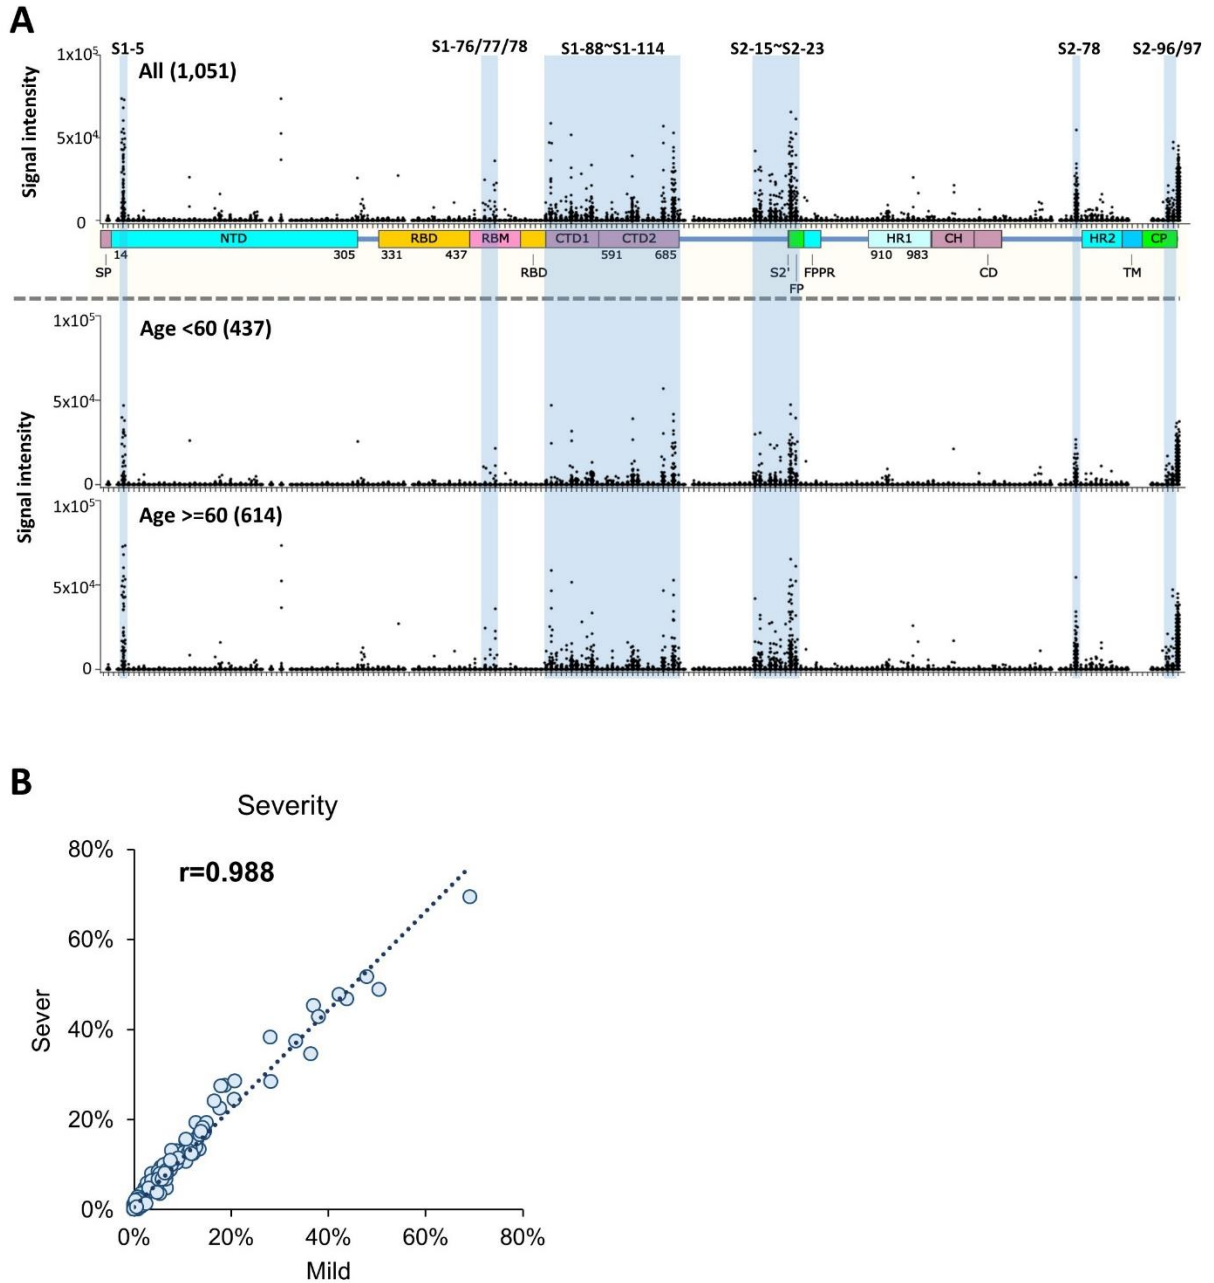 A
S1-5 S1-76/77/78 S1-88~S1-114 S2-15~S2-23 S2-78 S2-96/97
1x10⁵
All (1,051)
Signal intensity
5x10⁴
0
NTD RBD RBM CTD1 CTD2 HR1 CH HR2 CP
14 305 331 437 591 685 910 983
SP RBD S2' FPPR CD TM
FP
1x10⁵
Age <60 (437)
Signal intensity
5x10⁴
0
1x10⁵
Age >=60 (614)
5x10⁴
0
B
Severity
80%
r=0.988
60%
Sever
40%
20%
0%
0% 20% 40% 60% 80%
Mild